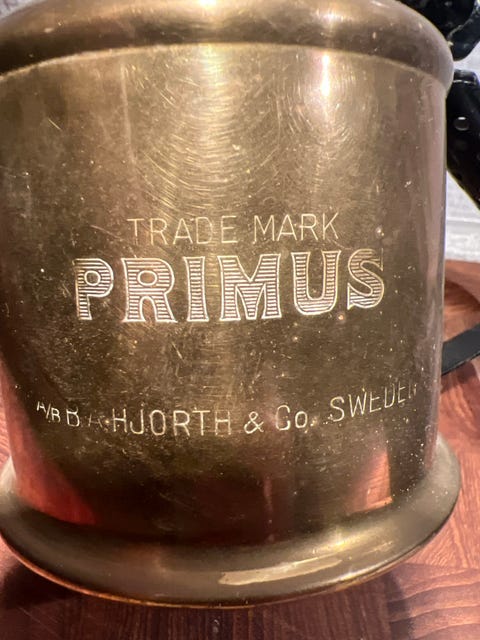 TRADE MARK
PRIMUS
A/B B.A. HJORTH & Co. SWEDEN